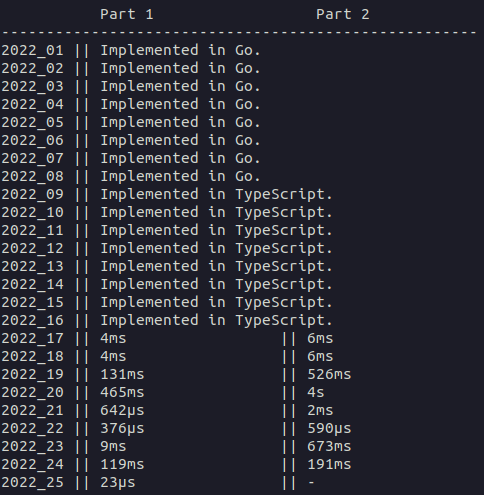 Part 1 Part 2
-----------------------------------------------------
2022_01 || Implemented in Go.
2022_02 || Implemented in Go.
2022_03 || Implemented in Go.
2022_04 || Implemented in Go.
2022_05 || Implemented in Go.
2022_06 || Implemented in Go.
2022_07 || Implemented in Go.
2022_08 || Implemented in Go.
2022_09 || Implemented in TypeScript.
2022_10 || Implemented in TypeScript.
2022_11 || Implemented in TypeScript.
2022_12 || Implemented in TypeScript.
2022_13 || Implemented in TypeScript.
2022_14 || Implemented in TypeScript.
2022_15 || Implemented in TypeScript.
2022_16 || Implemented in TypeScript.
2022_17 || 4ms || 6ms
2022_18 || 4ms || 6ms
2022_19 || 131ms || 526ms
2022_20 || 465ms || 4s
2022_21 || 642µs || 2ms
2022_22 || 376µs || 590µs
2022_23 || 9ms || 673ms
2022_24 || 119ms || 191ms
2022_25 || 23µs || -